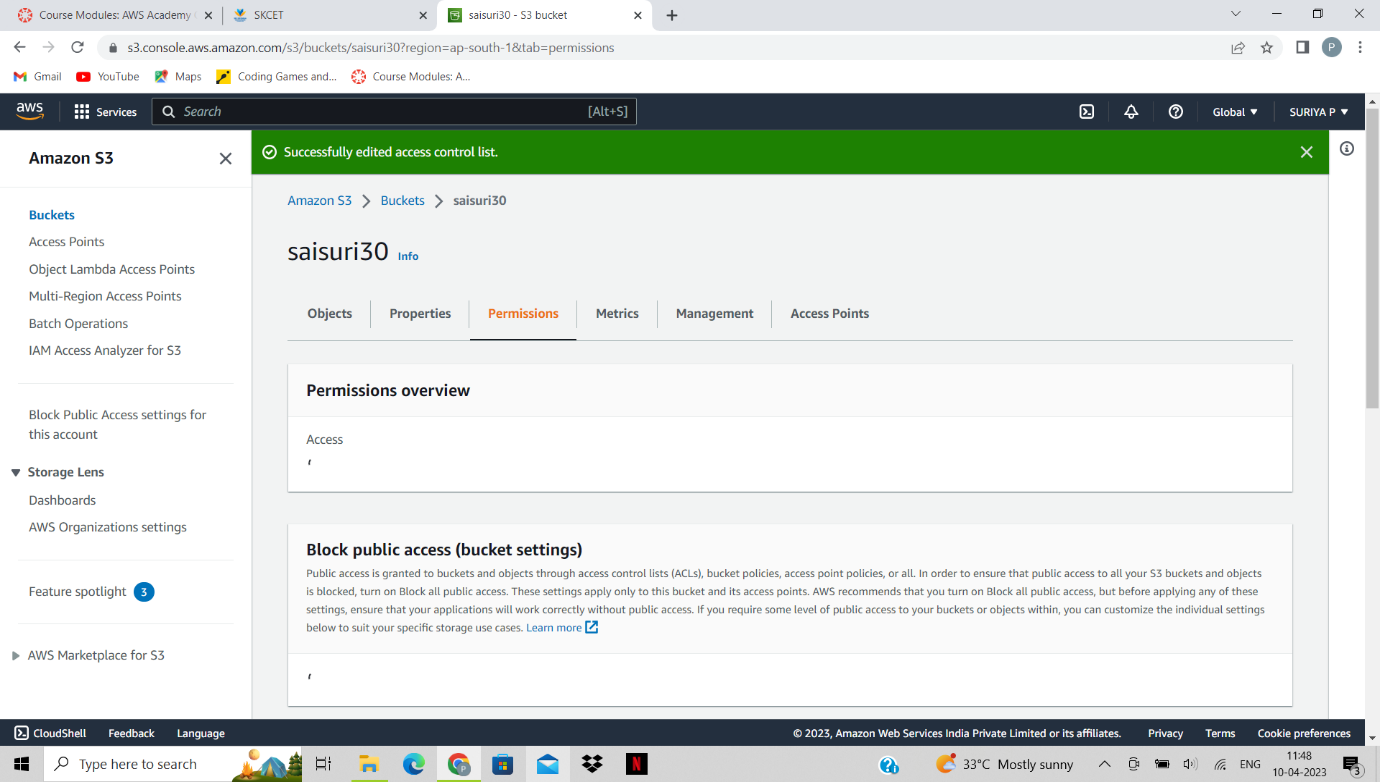 Course Modules: AWS Academy
SKCET
saisuri30 - S3 bucket
s3.console.aws.amazon.com/s3/buckets/saisuri30?region=ap-south-1&tab=permissions
P
Gmail
YouTube
Maps
Coding Games and...
Course Modules: A...
aws
Services
Search
[Alt+S]
Global
SURIYA P
Amazon S3
Successfully edited access control list.
Buckets
Access Points
Object Lambda Access Points
Multi-Region Access Points
Batch Operations
IAM Access Analyzer for S3
Block Public Access settings for
this account
Storage Lens
Dashboards
AWS Organizations settings
Feature spotlight 3
AWS Marketplace for S3
Amazon S3 > Buckets > saisuri30
saisuri30 Info
Objects
Properties
Permissions
Metrics
Management
Access Points
Permissions overview
Access
Block public access (bucket settings)
Public access is granted to buckets and objects through access control lists (ACLs), bucket policies, access point policies, or all. In order to ensure that public access to all your S3 buckets and objects
is blocked, turn on Block all public access. These settings apply only to this bucket and its access points. AWS recommends that you turn on Block all public access, but before applying any of these
settings, ensure that your applications will work correctly without public access. If you require some level of public access to your buckets or objects within, you can customize the individual settings
below to suit your specific storage use cases. Learn more
CloudShell
Feedback
Language
© 2023, Amazon Web Services India Private Limited or its affiliates.
Privacy
Terms
Cookie preferences
Type here to search
N
33°C Mostly sunny
ENG
11:48
10-04-2023
3